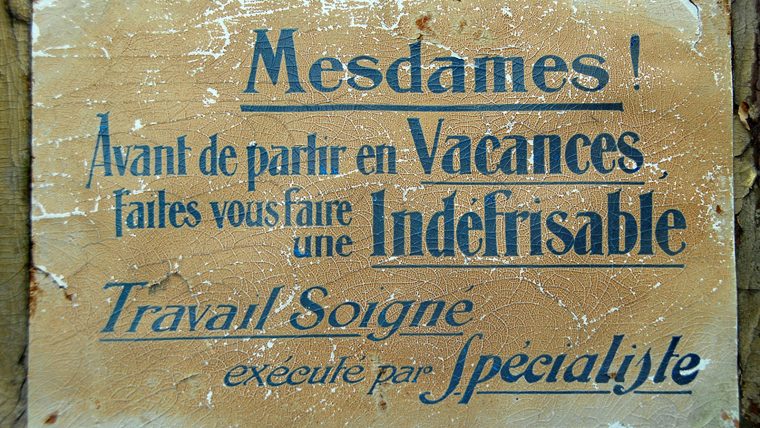 Mesdames !
Avant de partir en Vacances,
faites vous faire
une Indéfrisable
Travail Soigné
exécuté par Spécialiste